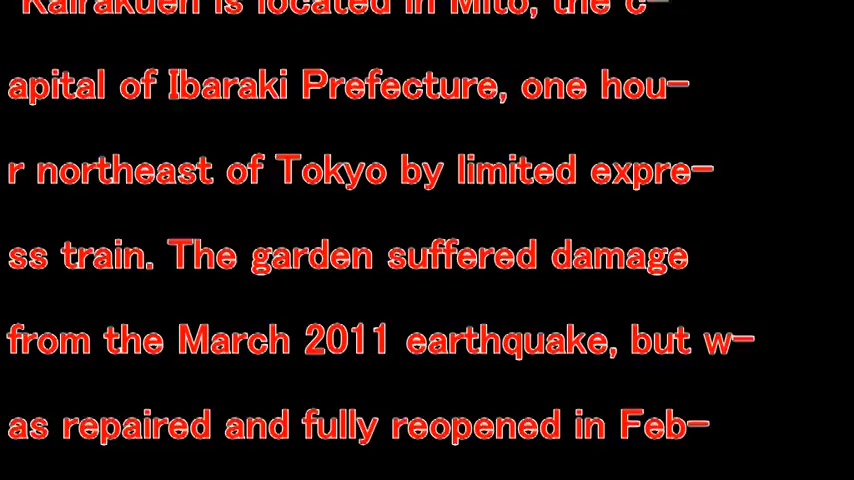 Kairakuen is located in Mito, the c-
apital of Ibaraki Prefecture, one hou-
r northeast of Tokyo by limited expre-
ss train. The garden suffered damage
from the March 2011 earthquake, but w-
as repaired and fully reopened in Feb-